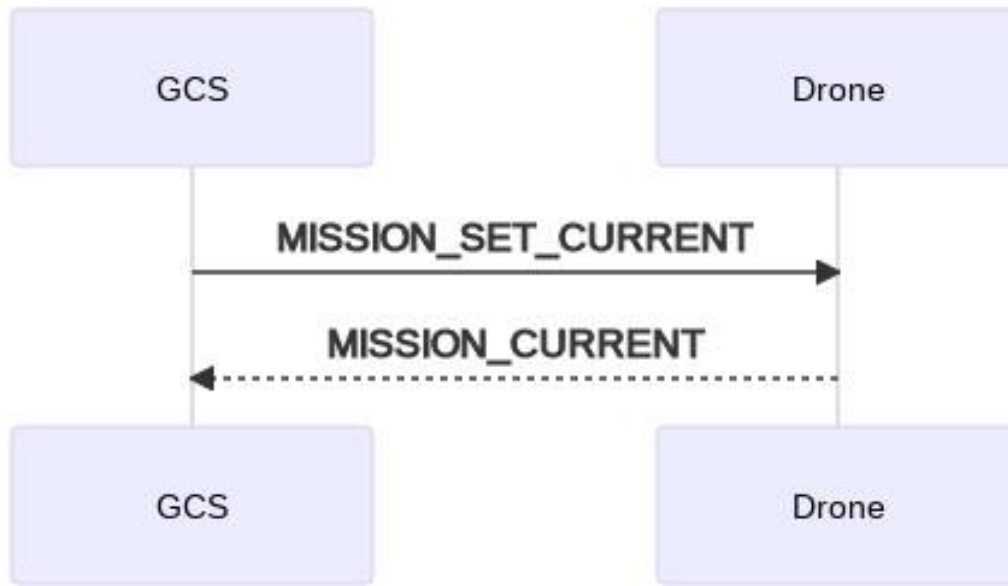 GCS
Drone
MISSION_SET_CURRENT
MISSION_CURRENT
GCS
Drone